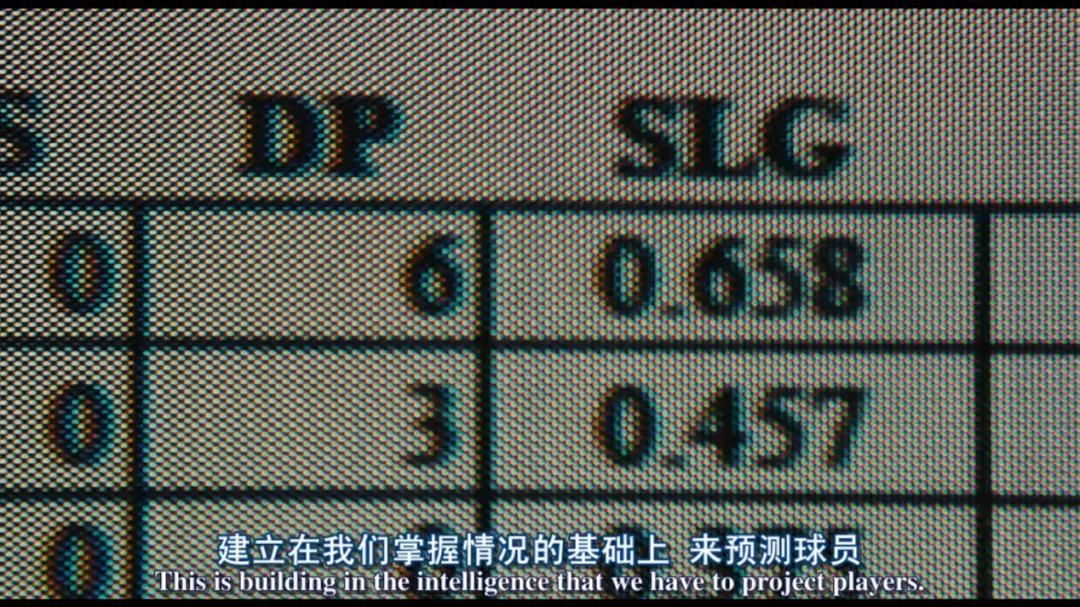 S DP SLG
0 6 0.658
0 3 0.457
0
建立在我们掌握情况的基础上 来预测球员
This is building in the intelligence that we have to project players.